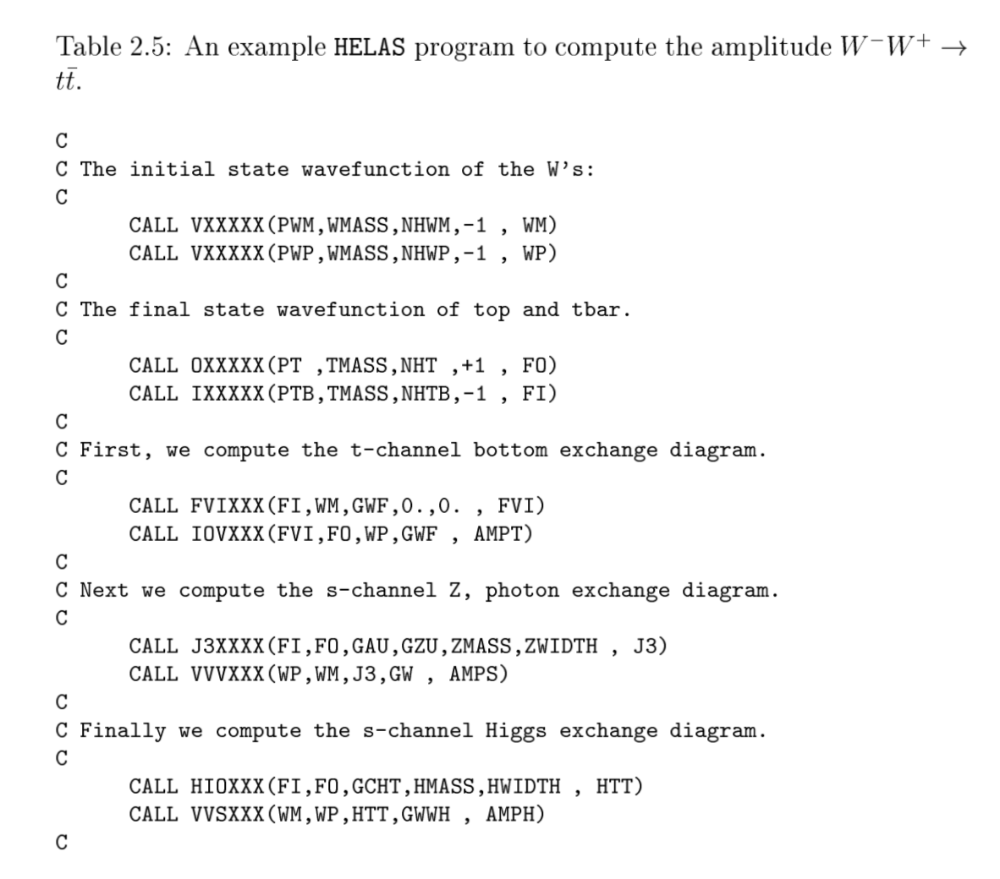 Table 2.5: An example HELAS program to compute the amplitude W⁻W⁺ →
tt̄.
C
C The initial state wavefunction of the W's:
C
      CALL VXXXXX(PWM,WMASS,NHWM,-1 , WM)
      CALL VXXXXX(PWP,WMASS,NHWP,-1 , WP)
C
C The final state wavefunction of top and tbar.
C
      CALL OXXXXX(PT ,TMASS,NHT ,+1 , FO)
      CALL IXXXXX(PTB,TMASS,NHTB,-1 , FI)
C
C First, we compute the t-channel bottom exchange diagram.
C
      CALL FVIXXX(FI,WM,GWF,0.,0. , FVI)
      CALL IOVXXX(FVI,FO,WP,GWF , AMPT)
C
C Next we compute the s-channel Z, photon exchange diagram.
C
      CALL J3XXXX(FI,FO,GAU,GZU,ZMASS,ZWIDTH , J3)
      CALL VVVXXX(WP,WM,J3,GW , AMPS)
C
C Finally we compute the s-channel Higgs exchange diagram.
C
      CALL HIOXXX(FI,FO,GCHT,HMASS,HWIDTH , HTT)
      CALL VVSXXX(WM,WP,HTT,GWWH , AMPH)
C